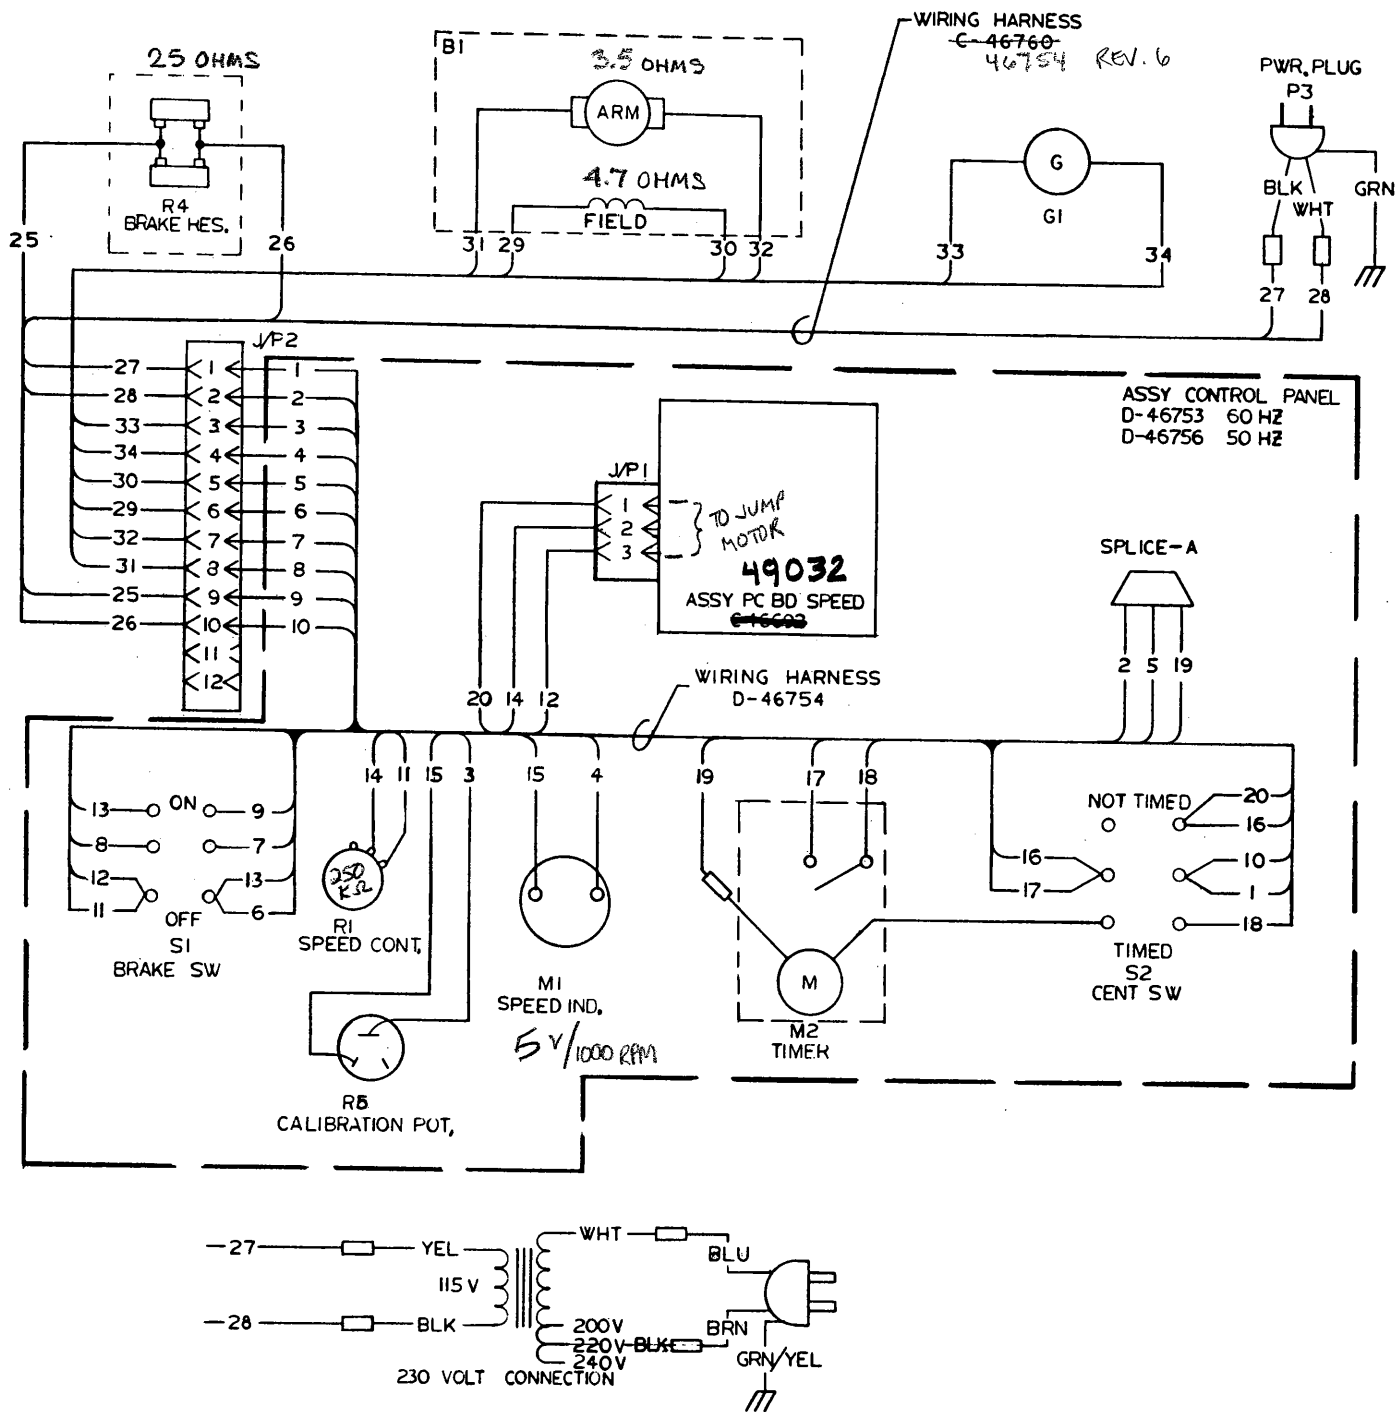 WIRING HARNESS
C-46760
46754 REV. 6
25 OHMS
B1
3.5 OHMS
PWR. PLUG
P3
ARM
G
4.7 OHMS
BLK
GRN
R4
BRAKE RES.
FIELD
G1
WHT
25
26
31 29
30 32
33
34
27 28
J/P2
27 1 1
28 2 2
33 3 3
34 4 4
30 5 5
29 6 6
32 7 7
31 8 8
25 9 9
26 10 10
11
12
ASSY CONTROL PANEL
D-46753 60 HZ
D-46756 50 HZ
J/P1
1
2
3
TO JUMP
MOTOR
49032
ASSY PC BD SPEED
SPLICE-A
2 5 19
WIRING HARNESS
D-46754
20 14 12
14 11 15 3 15 4 19 17 18
13 ON 9
8 7
12 13
11 6
OFF
S1
BRAKE SW
250
KΩ
R1
SPEED CONT.
M1
SPEED IND.
5 V/1000 RPM
R5
CALIBRATION POT.
M
M2
TIMER
NOT TIMED
20
16
16 10
17 1
18
TIMED
S2
CENT SW
27 YEL
115 V
28 BLK
WHT
BLU
200V
220V BLK
240V
BRN
GRN/YEL
230 VOLT CONNECTION